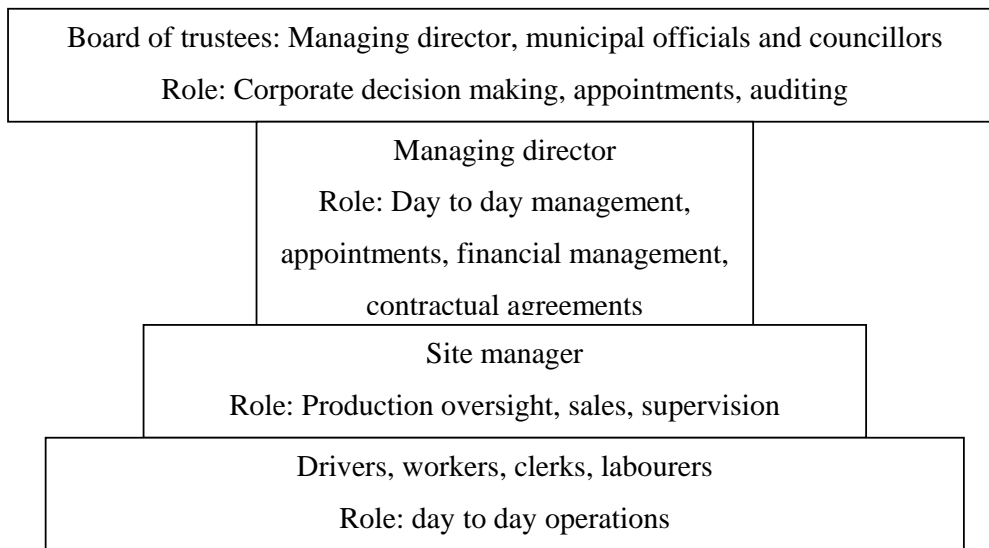 Board of trustees: Managing director, municipal officials and councillors
Role: Corporate decision making, appointments, auditing
Managing director
Role: Day to day management,
appointments, financial management,
contractual agreements
Site manager
Role: Production oversight, sales, supervision
Drivers, workers, clerks, labourers
Role: day to day operations